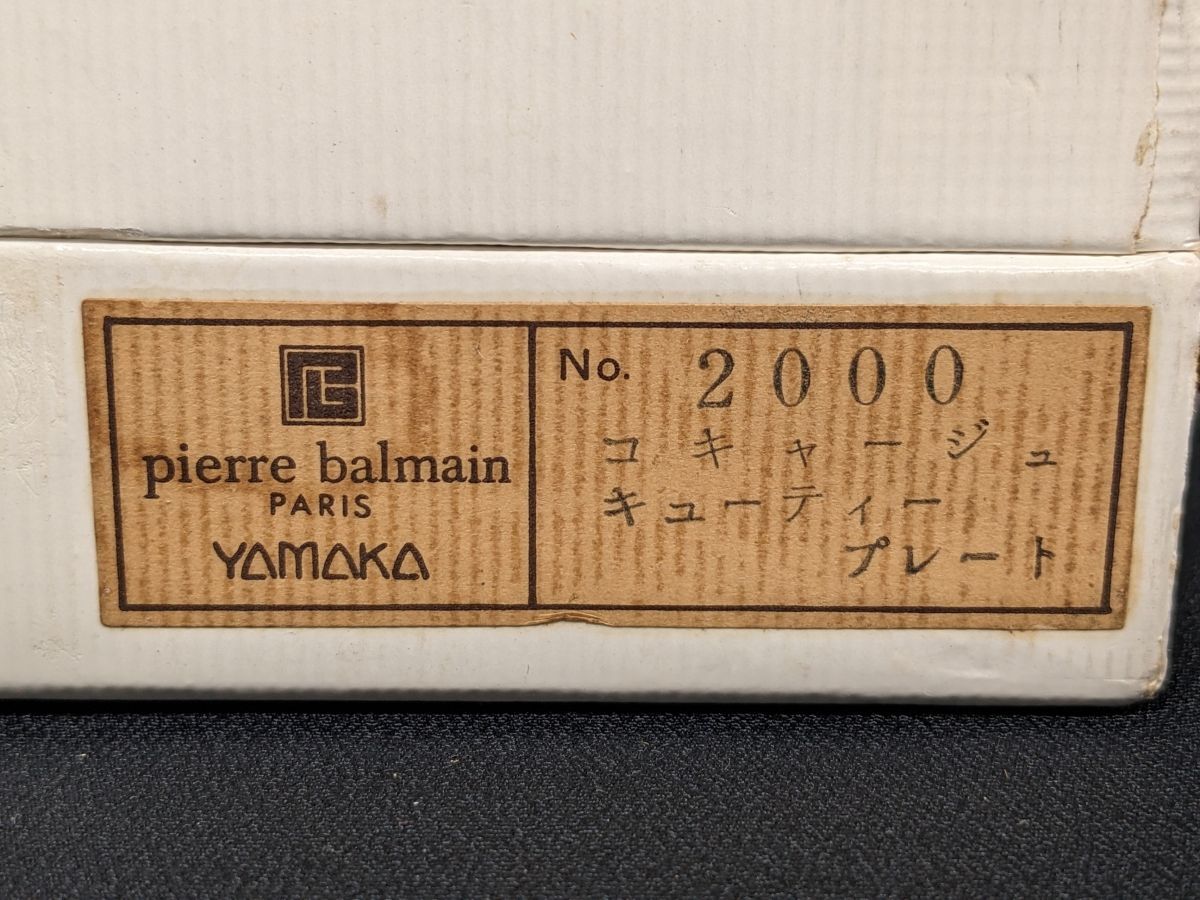 pierre balmain
PARIS
YAMAKA
No. 2000
コキャージュ
キューティー
プレート